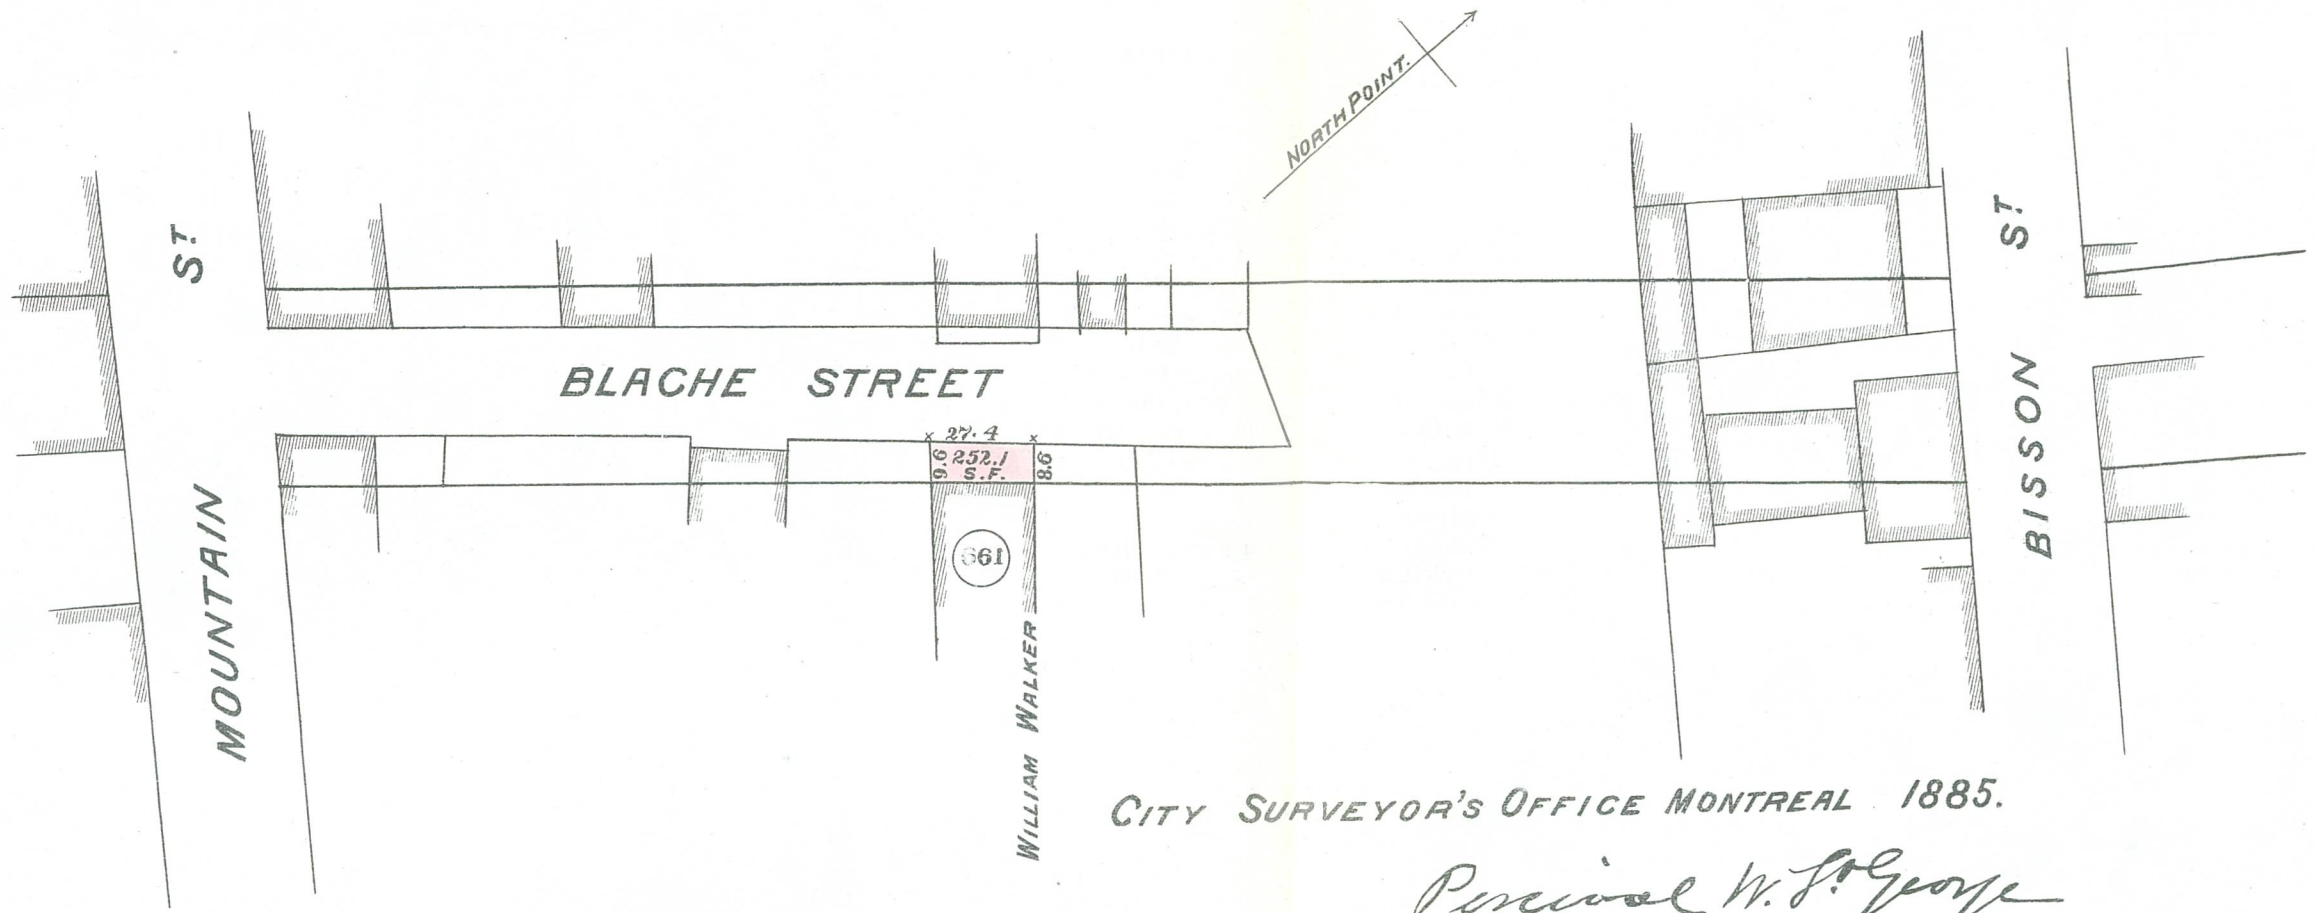 NORTH POINT.
MOUNTAIN ST.
BLACHE STREET
BISSON ST.
27.4
9.6
252.1
S.F.
8.6
661
WILLIAM WALKER
CITY SURVEYOR'S OFFICE MONTREAL 1885.
Percival W. St George